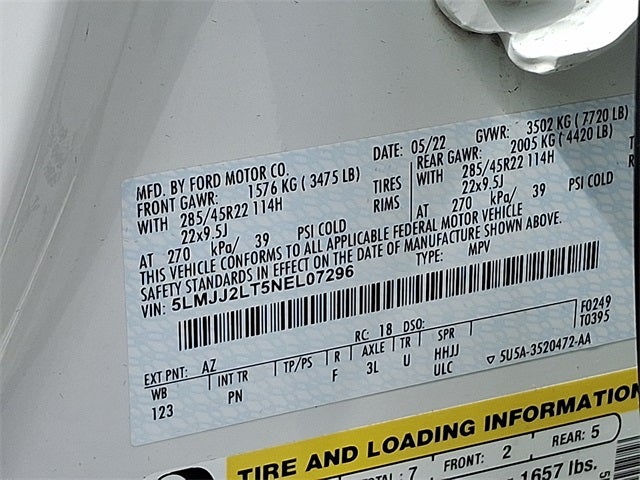 MFD. BY FORD MOTOR CO.
DATE: 05/22 GVWR: 3502 KG ( 7720 LB)
FRONT GAWR: 1576 KG ( 3475 LB)
REAR GAWR: 2005 KG ( 4420 LB)
WITH 285/45R22 114H TIRES
WITH 285/45R22 114H
22x9.5J RIMS
22x9.5J
AT 270 kPa/ 39 PSI COLD
AT 270 kPa/ 39 PSI COLD
THIS VEHICLE CONFORMS TO ALL APPLICABLE FEDERAL MOTOR VEHICLE
SAFETY STANDARDS IN EFFECT ON THE DATE OF MANUFACTURE SHOWN ABOVE.
VIN: 5LMJJ2LT5NEL07296
TYPE: MPV
F0249
T0395
EXT PNT: AZ RC: 18 DSO:
WB INT TR TP/PS R AXLE TR SPR
123 PN F 3L U HHJJ
ULC
5U5A-3520472-AA
TIRE AND LOADING INFORMATION
7 FRONT: 2 REAR: 5
1657 lbs.